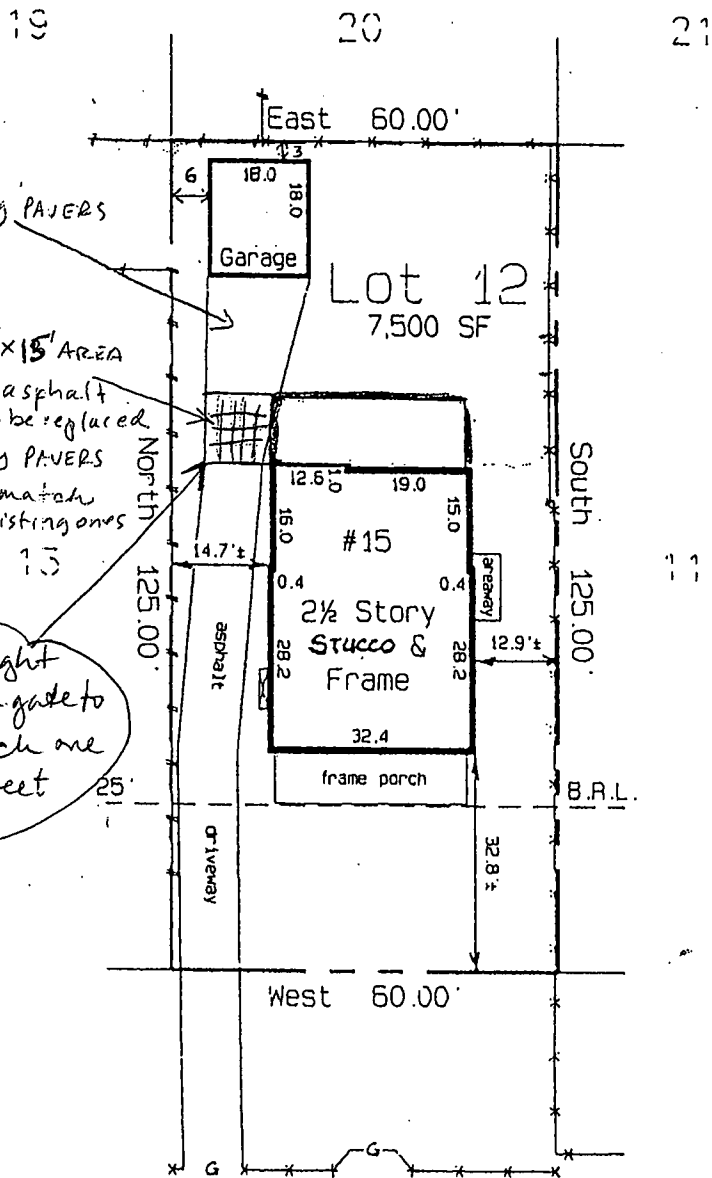 19
20
21
East 60.00'
3
6
18.0
18.0
PAVERS
Garage
Lot 12
7,500 SF
×15' AREA
asphalt
be replaced
PAVERS
match
existing ones
North 125.00'
South 125.00'
12.6
1.0
19.0
16.0
15.0
#15
13
11
14.7'±
0.4
0.4
areaway
2½ Story
STUCCO &
Frame
asphalt
28.2
28.2
12.9'±
gate to
one
32.4
frame porch
25'
B.R.L.
driveway
32.8'±
West 60.00'
G
G